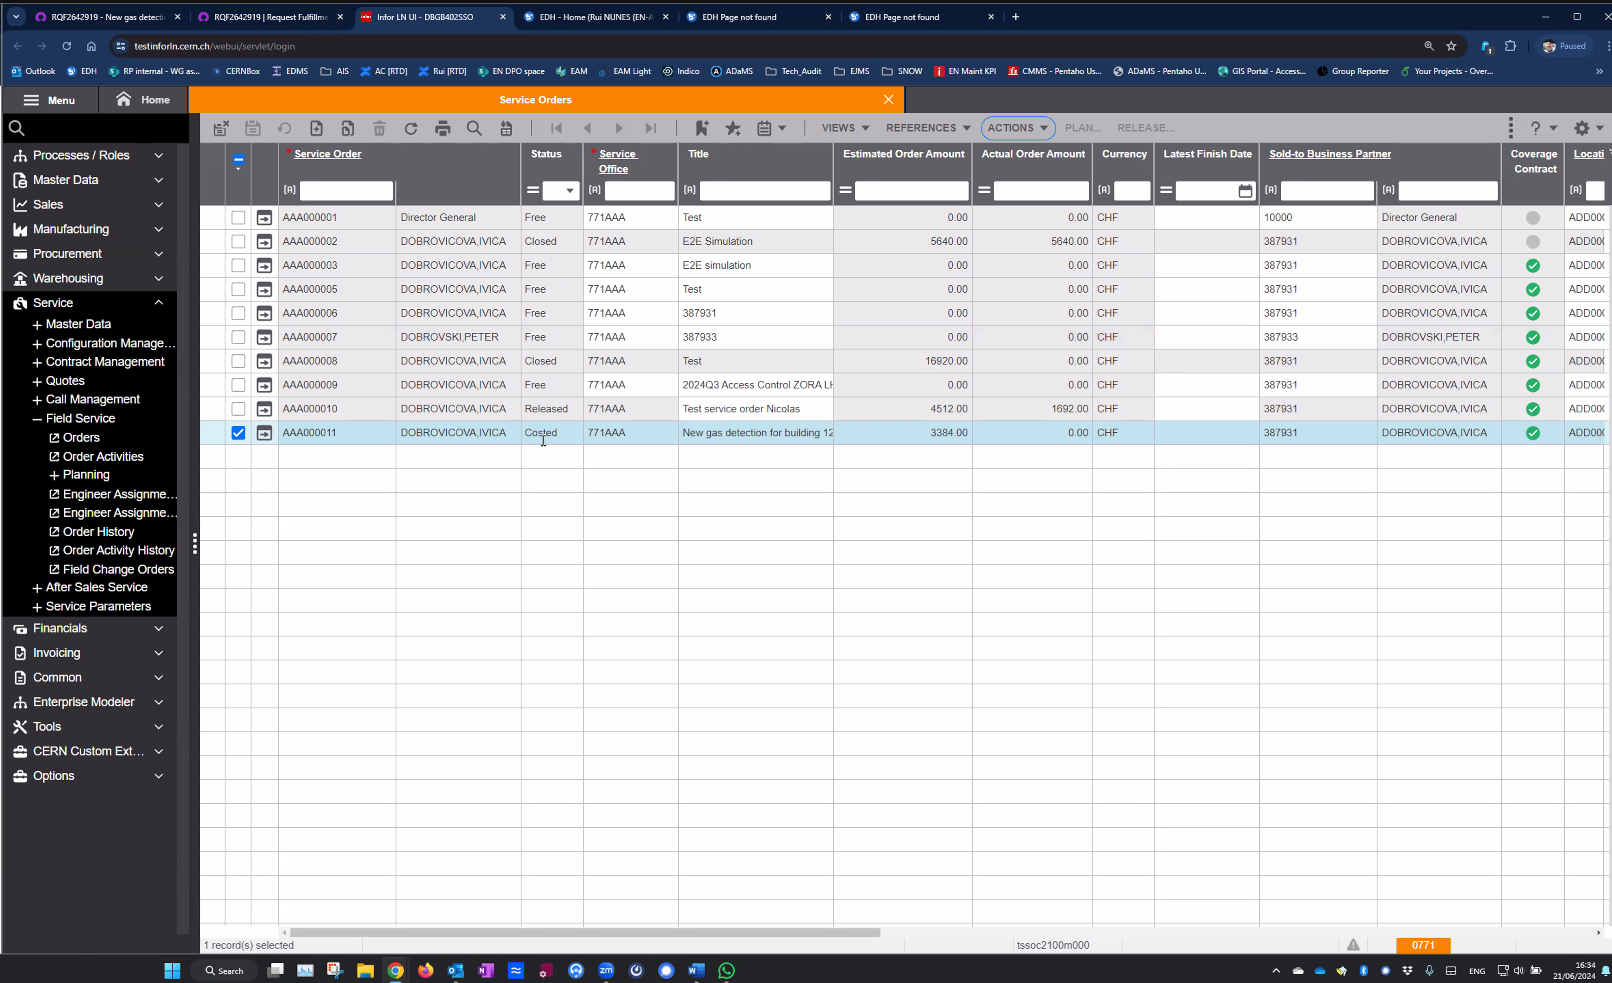 RQF2642919 - New gas detecti
RQF2642919 | Request Fulfillme
Infor LN UI - DBGB402SSO
EDH - Home (Rui NUNES (EN-A
EDH Page not found
EDH Page not found
testinforln.cern.ch/webui/servlet/login
Paused
Outlook
EDH
RP internal - WG as...
CERNBox
EDMS
AIS
AC [RTD]
Rui [RTD]
EN DPO space
EAM
EAM Light
Indico
ADaMS
Tech_Audit
EJMS
SNOW
EN Maint KPI
CMMS - Pentaho Us...
ADaMS - Pentaho U...
GIS Portal - Access...
Group Reporter
Your Projects - Over...
Menu
Home
Service Orders
VIEWS
REFERENCES
ACTIONS
PLAN...
RELEASE...
Processes / Roles
Master Data
Sales
Manufacturing
Procurement
Warehousing
Service
Master Data
Configuration Manage...
Contract Management
Quotes
Call Management
Field Service
Orders
Order Activities
Planning
Engineer Assignme...
Engineer Assignme...
Order History
Order Activity History
Field Change Orders
After Sales Service
Service Parameters
Financials
Invoicing
Common
Enterprise Modeler
Tools
CERN Custom Ext...
Options
* Service Order Status * Service Office Title Estimated Order Amount Actual Order Amount Currency Latest Finish Date Sold-to Business Partner Coverage Contract Locati
AAA000001 Director General Free 771AAA Test 0.00 0.00 CHF 10000 Director General ADD00(
AAA000002 DOBROVICOVA,IVICA Closed 771AAA E2E Simulation 5640.00 5640.00 CHF 387931 DOBROVICOVA,IVICA ADD00(
AAA000003 DOBROVICOVA,IVICA Free 771AAA E2E simulation 0.00 0.00 CHF 387931 DOBROVICOVA,IVICA ADD00(
AAA000005 DOBROVICOVA,IVICA Free 771AAA Test 0.00 0.00 CHF 387931 DOBROVICOVA,IVICA ADD00(
AAA000006 DOBROVICOVA,IVICA Free 771AAA 387931 0.00 0.00 CHF 387931 DOBROVICOVA,IVICA ADD00(
AAA000007 DOBROVSKI,PETER Free 771AAA 387933 0.00 0.00 CHF 387933 DOBROVSKI,PETER ADD00(
AAA000008 DOBROVICOVA,IVICA Closed 771AAA Test 16920.00 0.00 CHF 387931 DOBROVICOVA,IVICA ADD00(
AAA000009 DOBROVICOVA,IVICA Free 771AAA 2024Q3 Access Control ZORA LH 0.00 0.00 CHF 387931 DOBROVICOVA,IVICA ADD00(
AAA000010 DOBROVICOVA,IVICA Released 771AAA Test service order Nicolas 4512.00 1692.00 CHF 387931 DOBROVICOVA,IVICA ADD00(
AAA000011 DOBROVICOVA,IVICA Costed 771AAA New gas detection for building 12 3384.00 0.00 CHF 387931 DOBROVICOVA,IVICA ADD00(
1 record(s) selected
tssoc2100m000
0771
Search
ENG
16:34
21/06/2024